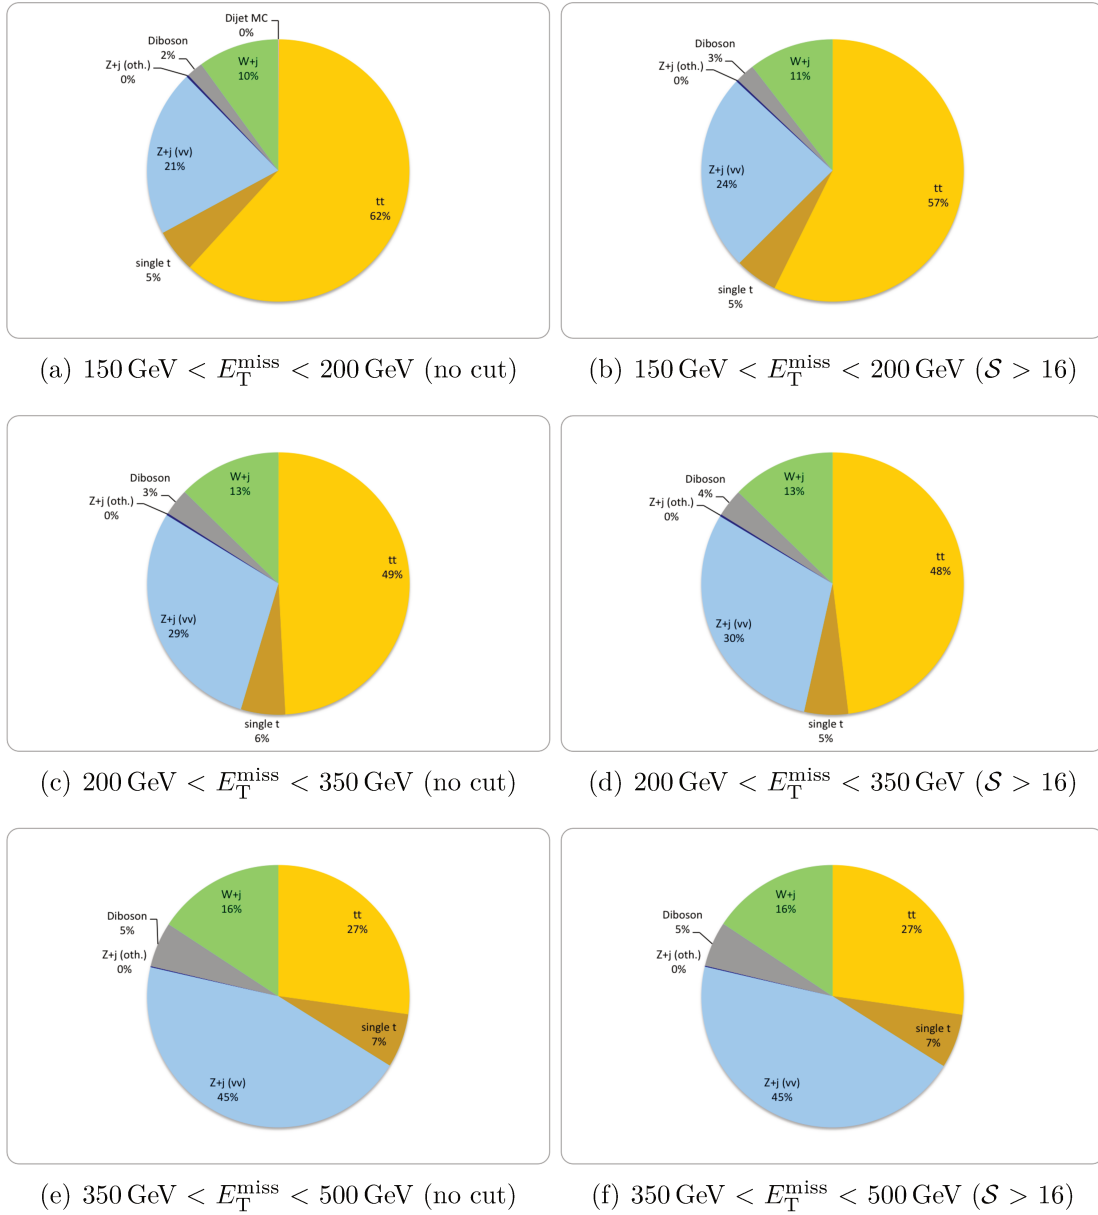 Dijet MC
0%
Diboson
2%
Z+j (oth.)
0%
W+j
10%
Z+j (vv)
21%
tt
62%
single t
5%
(a) 150 GeV < E_T^miss < 200 GeV (no cut)
Diboson
3%
Z+j (oth.)
0%
W+j
11%
Z+j (vv)
24%
tt
57%
single t
5%
(b) 150 GeV < E_T^miss < 200 GeV (S > 16)
Diboson
3%
Z+j (oth.)
0%
W+j
13%
tt
49%
Z+j (vv)
29%
single t
6%
(c) 200 GeV < E_T^miss < 350 GeV (no cut)
Diboson
4%
Z+j (oth.)
0%
W+j
13%
tt
48%
Z+j (vv)
30%
single t
5%
(d) 200 GeV < E_T^miss < 350 GeV (S > 16)
W+j
16%
Diboson
5%
Z+j (oth.)
0%
tt
27%
single t
7%
Z+j (vv)
45%
(e) 350 GeV < E_T^miss < 500 GeV (no cut)
W+j
16%
Diboson
5%
Z+j (oth.)
0%
tt
27%
single t
7%
Z+j (vv)
45%
(f) 350 GeV < E_T^miss < 500 GeV (S > 16)